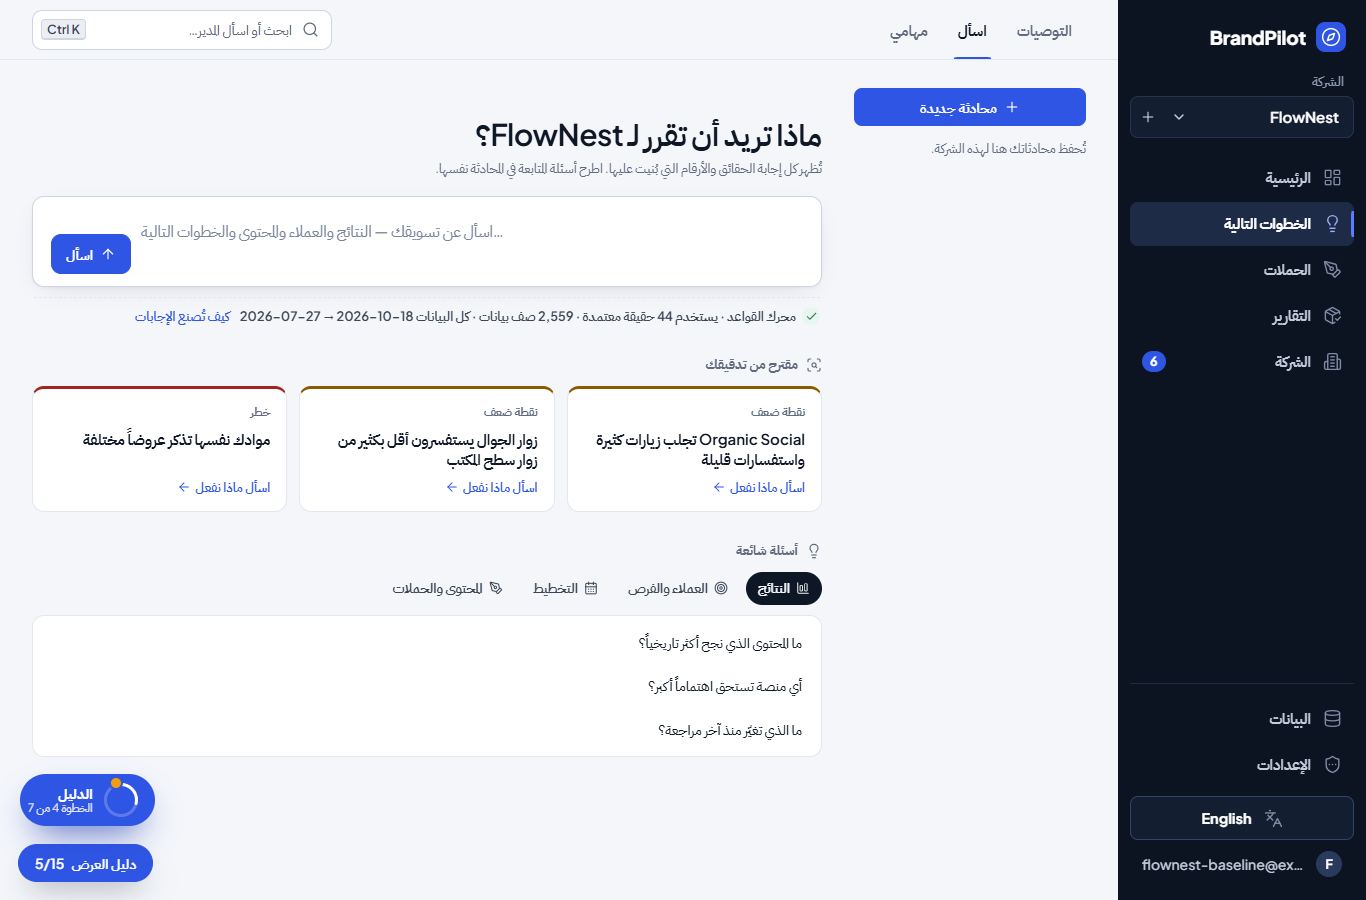 BrandPilot
الشركة
FlowNest
الرئيسية
الخطوات التالية
الحملات
التقارير
الشركة 6
البيانات
الإعدادات
English
F flownest-baseline@ex...
التوصيات
اسأل
مهامي
ابحث أو اسأل المدير...
Ctrl K
محادثة جديدة
تُحفظ محادثاتك هنا لهذه الشركة.
ماذا تريد أن تقرر لـ FlowNest؟
تُظهر كل إجابة الحقائق والأرقام التي بُنيت عليها. اطرح أسئلة المتابعة في المحادثة نفسها.
اسأل عن تسويقك — النتائج والعملاء والمحتوى والخطوات التالية...
اسأل
محرك القواعد · يستخدم 44 حقيقة معتمدة · 2,559 صف بيانات · كل البيانات 2026-07-27 → 2026-10-18 كيف تُصنع الإجابات
مقترح من تدقيقك
نقطة ضعف
Organic Social تجلب زيارات كثيرة
واستفسارات قليلة
اسأل ماذا نفعل ←
نقطة ضعف
زوار الجوال يستفسرون أقل بكثير من
زوار سطح المكتب
اسأل ماذا نفعل ←
خطر
موادك نفسها تذكر عروضاً مختلفة
اسأل ماذا نفعل ←
أسئلة شائعة
النتائج
العملاء والفرص
التخطيط
المحتوى والحملات
ما المحتوى الذي نجح أكثر تاريخياً؟
أي منصة تستحق اهتماماً أكبر؟
ما الذي تغيّر منذ آخر مراجعة؟
الدليل
الخطوة 4 من 7
دليل العرض 5/15